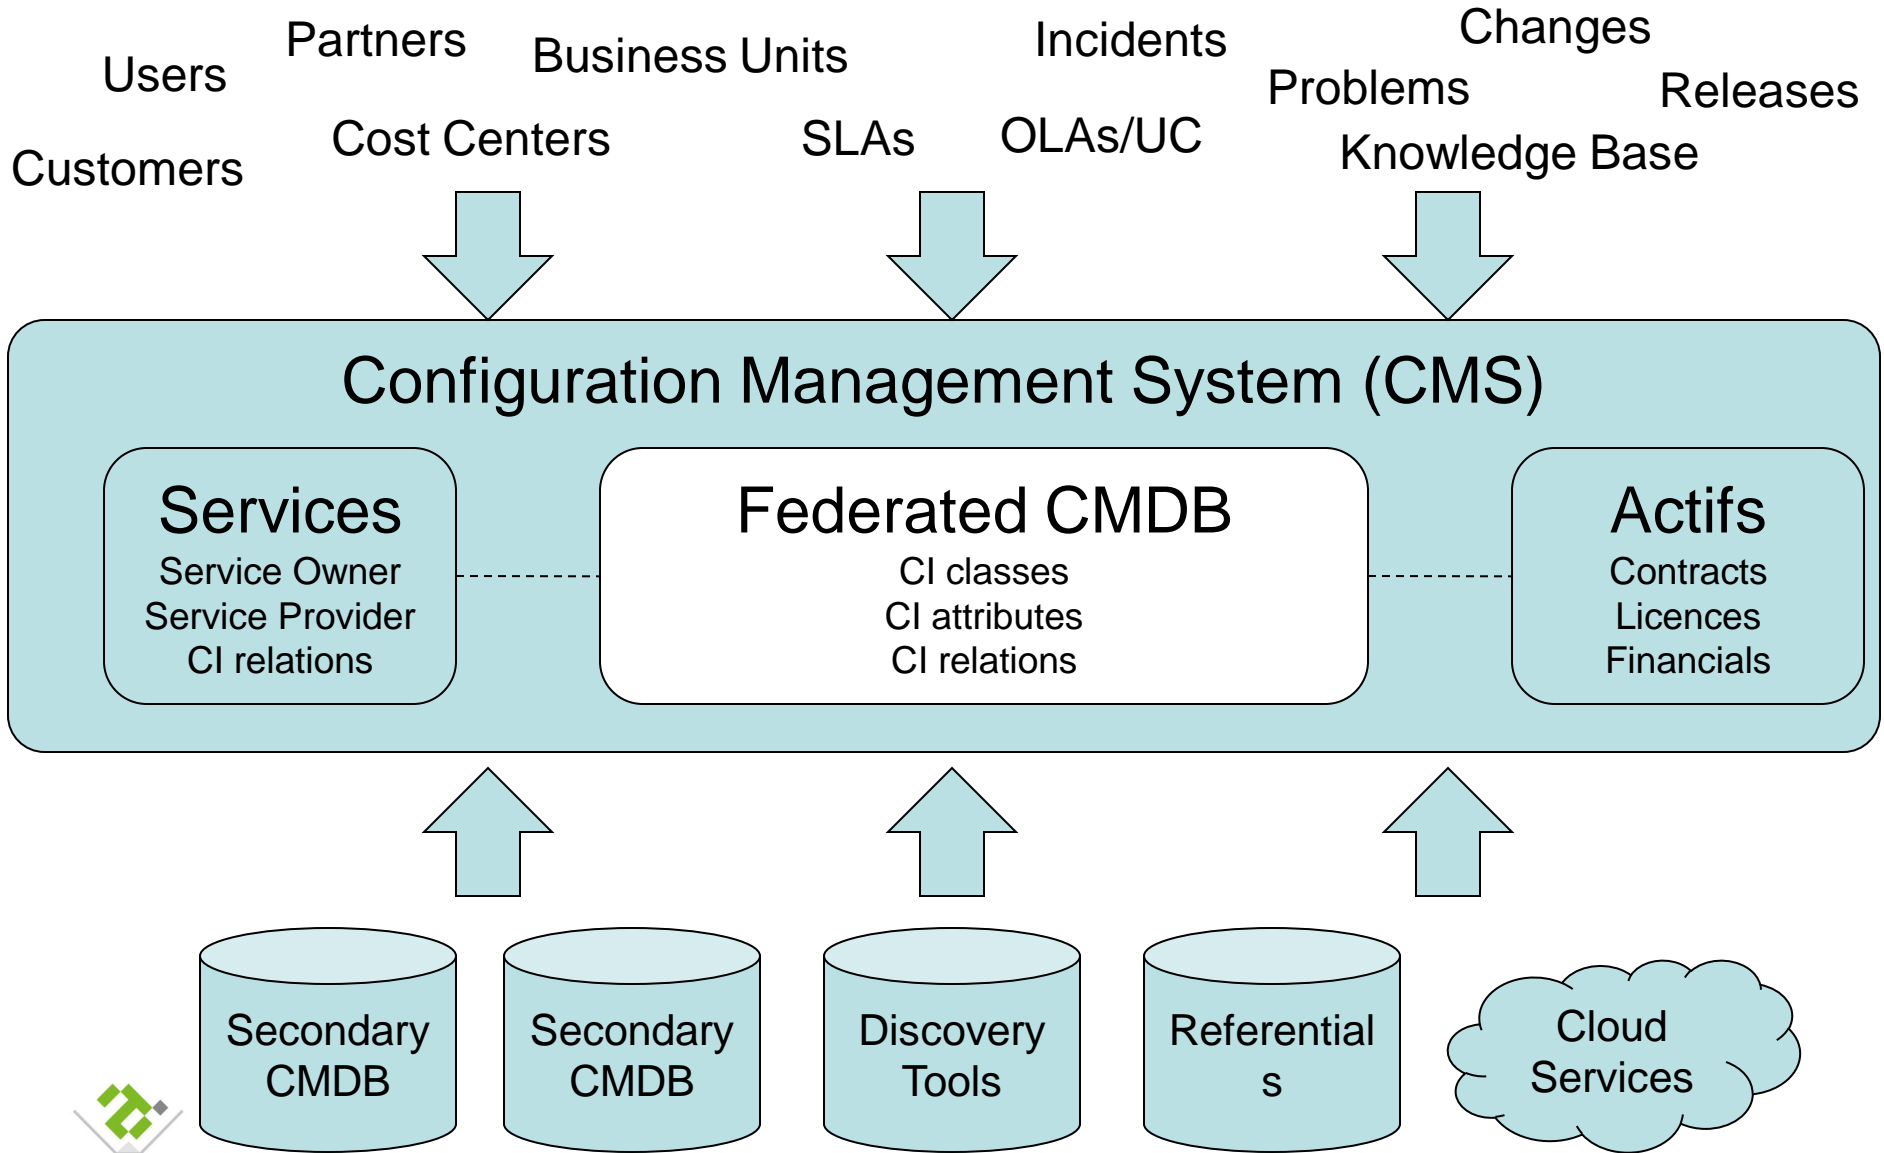 Changes
Partners
Incidents
Business Units
Users
Problems
Releases
Cost Centers
SLAs
OLAs/UC
Knowledge Base
Customers
Configuration Management System (CMS)
Services
Service Owner
Service Provider
CI relations
Federated CMDB
CI classes
CI attributes
CI relations
Actifs
Contracts
Licences
Financials
Secondary
CMDB
Secondary
CMDB
Discovery
Tools
Referential
s
Cloud
Services